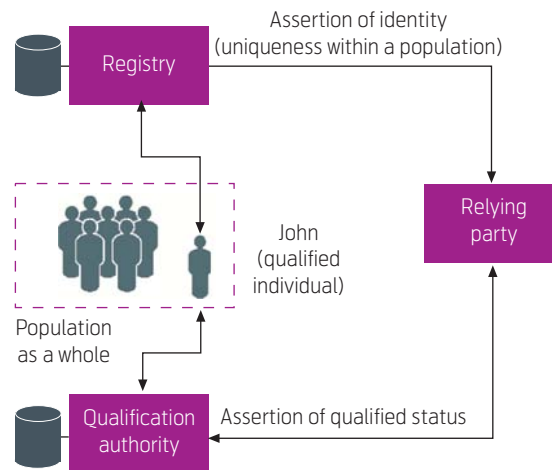 Assertion of identity
(uniqueness within a population)
Registry
Relying
party
John
(qualified
individual)
Population
as a whole
Qualification
authority
Assertion of qualified status